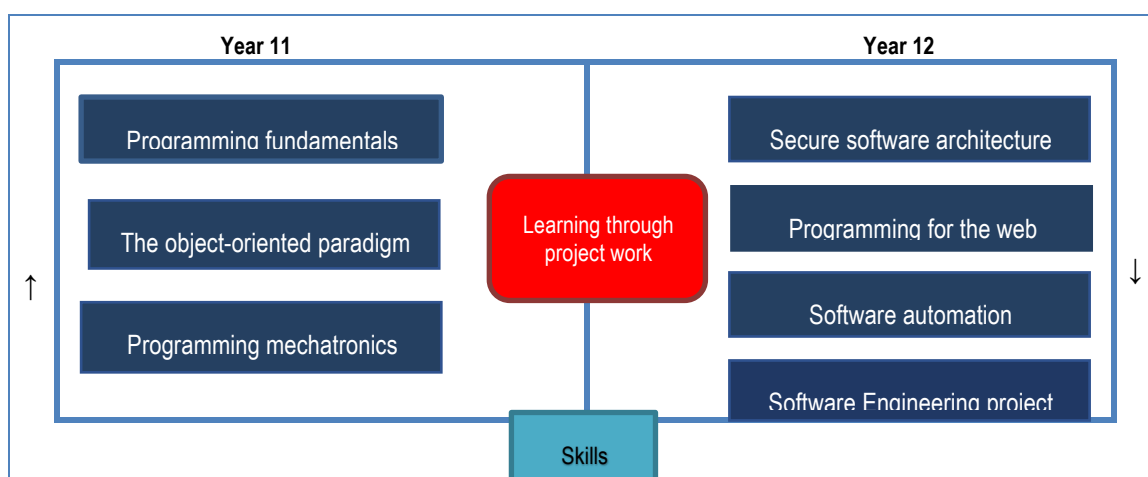 Year 11
Year 12
Programming fundamentals
The object-oriented paradigm
Programming mechatronics
↑
Learning through
project work
Secure software architecture
Programming for the web
Software automation
Software Engineering project
↓
Skills